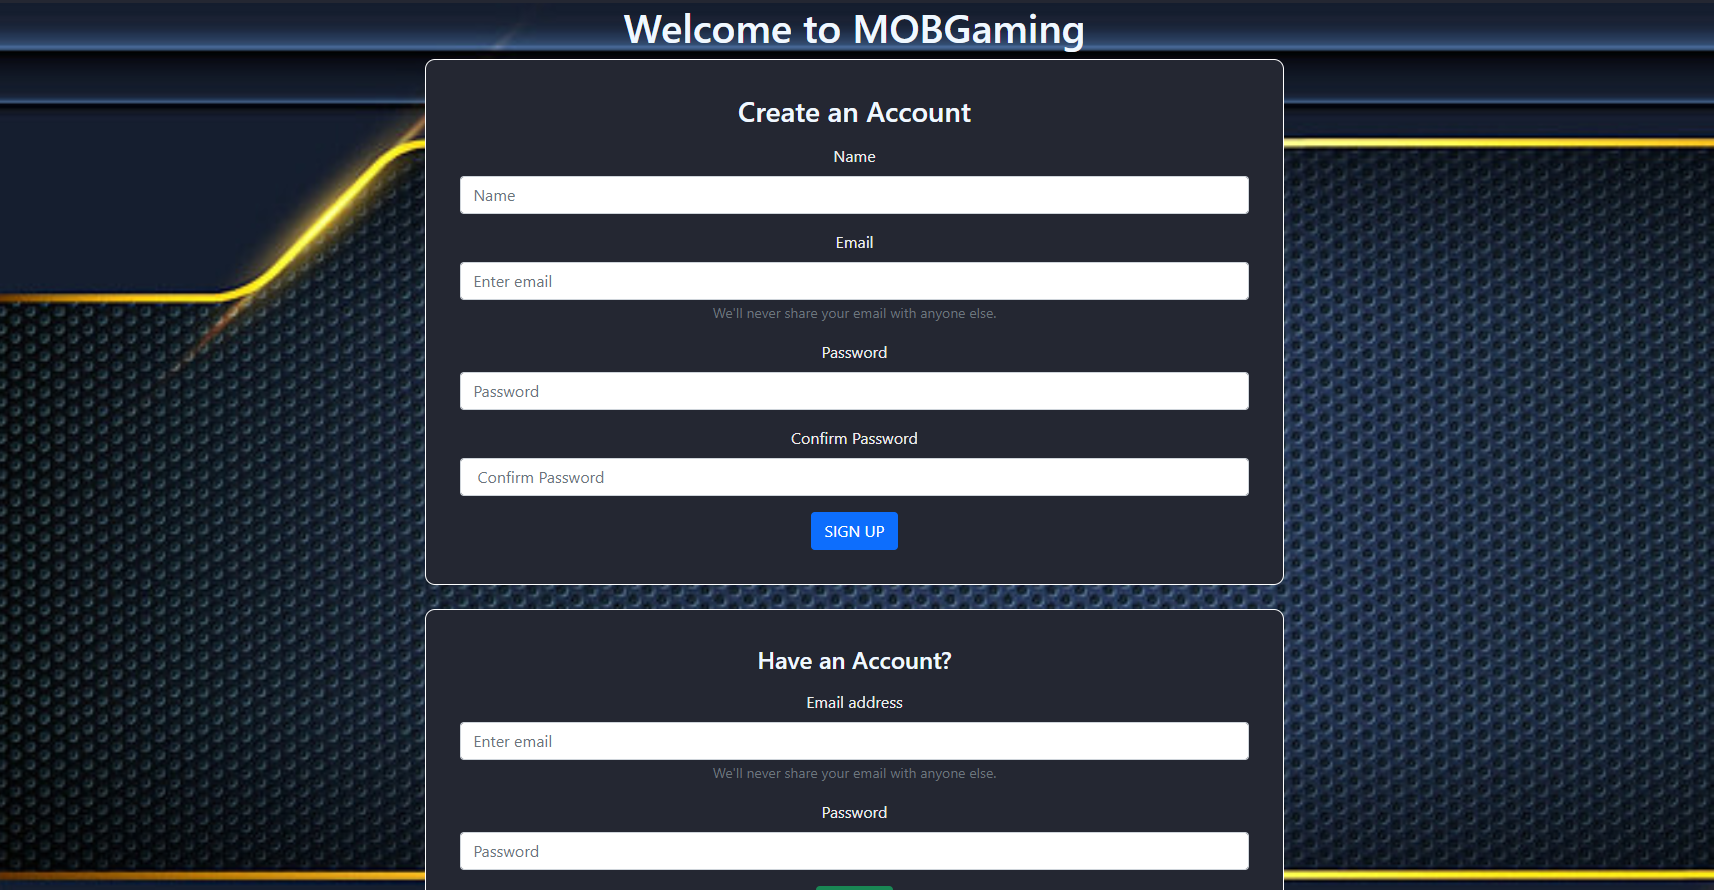 Welcome to MOBGaming
Create an Account
Name
Name
Email
Enter email
We'll never share your email with anyone else.
Password
Password
Confirm Password
Confirm Password
SIGN UP
Have an Account?
Email address
Enter email
We'll never share your email with anyone else.
Password
Password